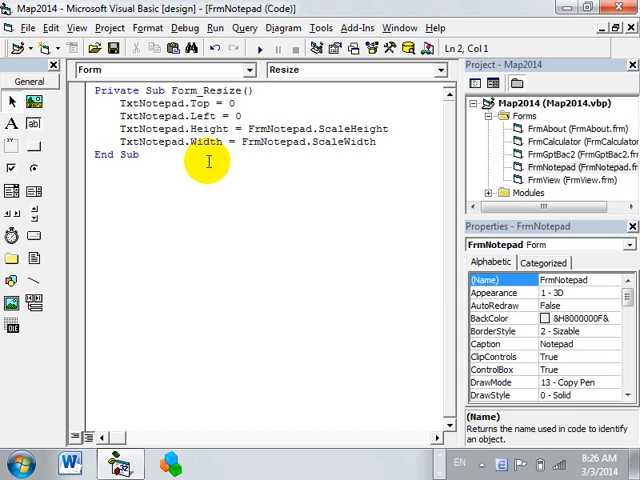 Map2014 - Microsoft Visual Basic [design] - [FrmNotepad (Code)]
File Edit View Project Format Debug Run Query Diagram Tools Add-Ins Window Help
Ln 2, Col 1
General
Form
Resize
Private Sub Form_Resize()
TxtNotepad.Top = 0
TxtNotepad.Left = 0
TxtNotepad.Height = FrmNotepad.ScaleHeight
TxtNotepad.Width = FrmNotepad.ScaleWidth
End Sub
Project - Map2014
Map2014 (Map2014.vbp)
Forms
FrmAbout (FrmAbout.frm)
FrmCalculator (FrmCalculator.
FrmGptBac2 (FrmGptBac2.fr
FrmNotepad (FrmNotepad.fr
FrmView (FrmView.frm)
Modules
Properties - FrmNotepad
FrmNotepad Form
Alphabetic Categorized
(Name) FrmNotepad
Appearance 1 - 3D
AutoRedraw False
BackColor &H8000000F&
BorderStyle 2 - Sizable
Caption Notepad
ClipControls True
ControlBox True
DrawMode 13 - Copy Pen
DrawStyle 0 - Solid
(Name)
Returns the name used in code to identify
an object.
EN
8:26 AM
3/3/2014